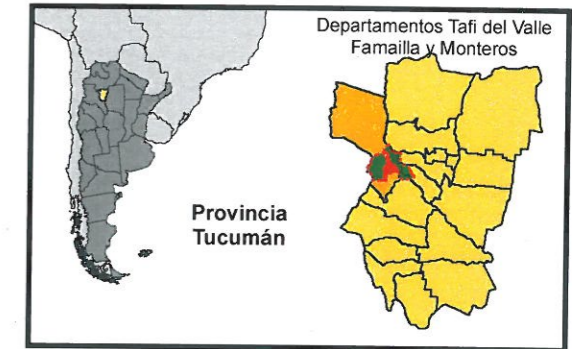 Departamentos Tafi del Valle
Famailla y Monteros
Provincia
Tucumán